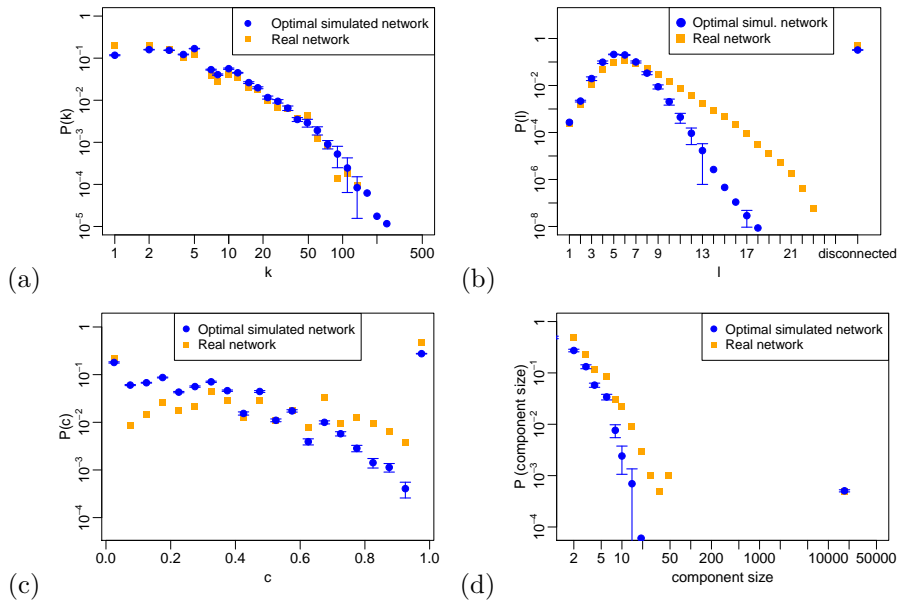 Optimal simulated network
Real network
P(k)
10⁻¹
10⁻²
10⁻³
10⁻⁴
10⁻⁵
1 2 5 10 20 50 100 500
k
(a)
Optimal simul. network
Real network
P(l)
1
10⁻²
10⁻⁴
10⁻⁶
10⁻⁸
1 3 5 7 9 13 17 21 disconnected
l
(b)
Optimal simulated network
Real network
P(c)
1
10⁻¹
10⁻²
10⁻³
10⁻⁴
0.0 0.2 0.4 0.6 0.8 1.0
c
(c)
Optimal simulated network
Real network
P (component size)
1
10⁻¹
10⁻²
10⁻³
10⁻⁴
2 5 10 50 200 1000 10000 50000
component size
(d)